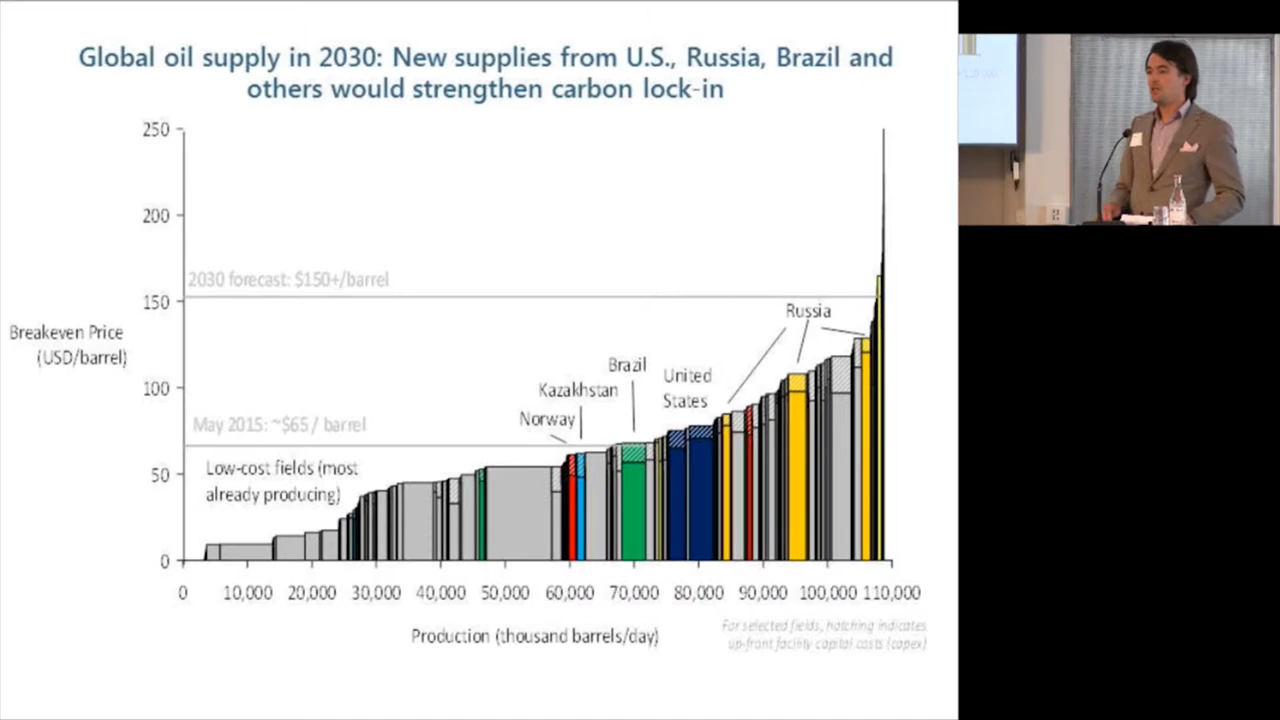 Global oil supply in 2030: New supplies from U.S., Russia, Brazil and
others would strengthen carbon lock-in
250
200
2030 forecast: $150+/barrel
150
Russia
Breakeven Price
(USD/barrel)
Brazil
United
States
100
Kazakhstan
Norway
May 2015: ~$65 / barrel
Low-cost fields (most
already producing)
50
0
0 10,000 20,000 30,000 40,000 50,000 60,000 70,000 80,000 90,000 100,000 110,000
Production (thousand barrels/day)
For selected fields, hatching indicates
up-front facility capital costs (capex)